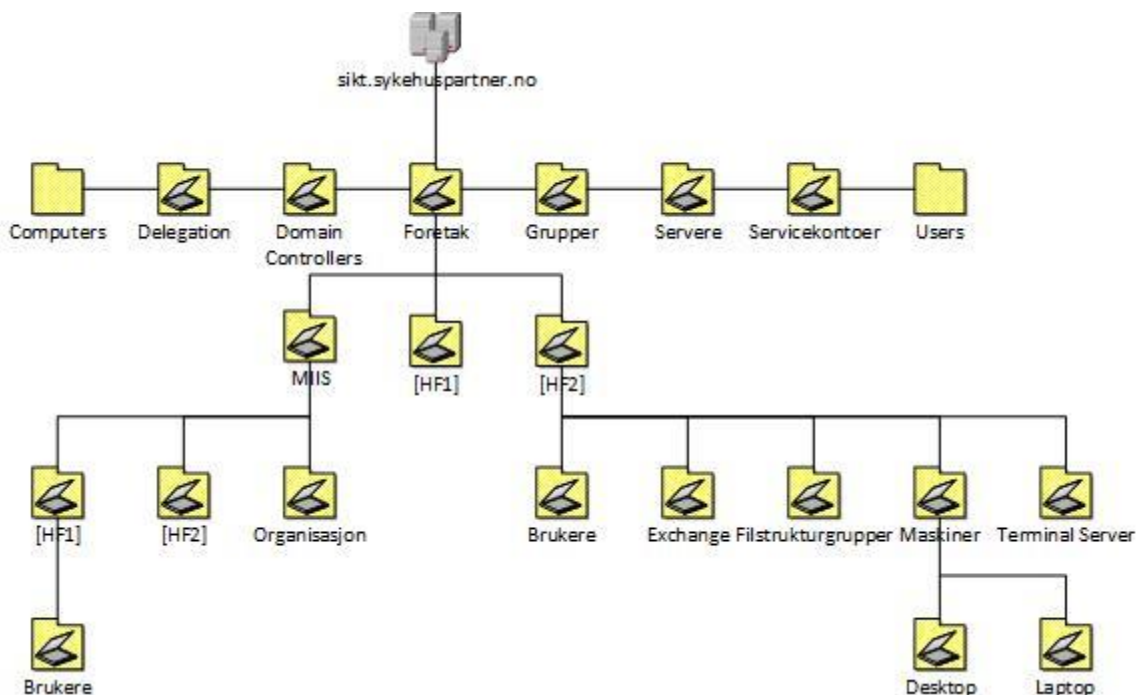 sikt.sykehuspartner.no
Computers
Delegation
Domain
Controllers
Foretak
Grupper
Servere
Servicekontoer
Users
MIIS
[HF1]
[HF2]
[HF1]
[HF2]
Organisasjon
Brukere
Exchange
Filstrukturgrupper
Maskiner
Terminal Server
Brukere
Desktop
Laptop